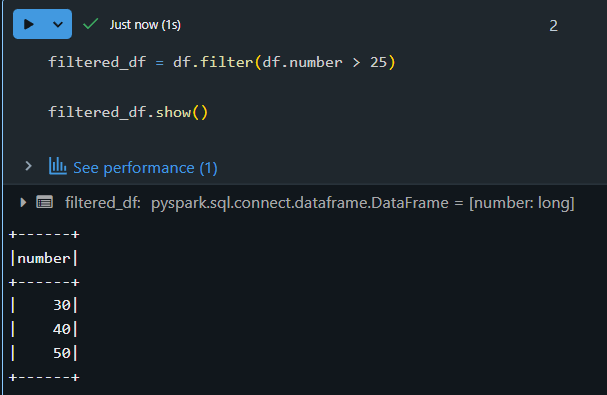 Just now (1s)
2
filtered_df = df.filter(df.number > 25)
filtered_df.show()
See performance (1)
filtered_df: pyspark.sql.connect.dataframe.DataFrame = [number: long]
+------+
|number|
+------+
|    30|
|    40|
|    50|
+------+